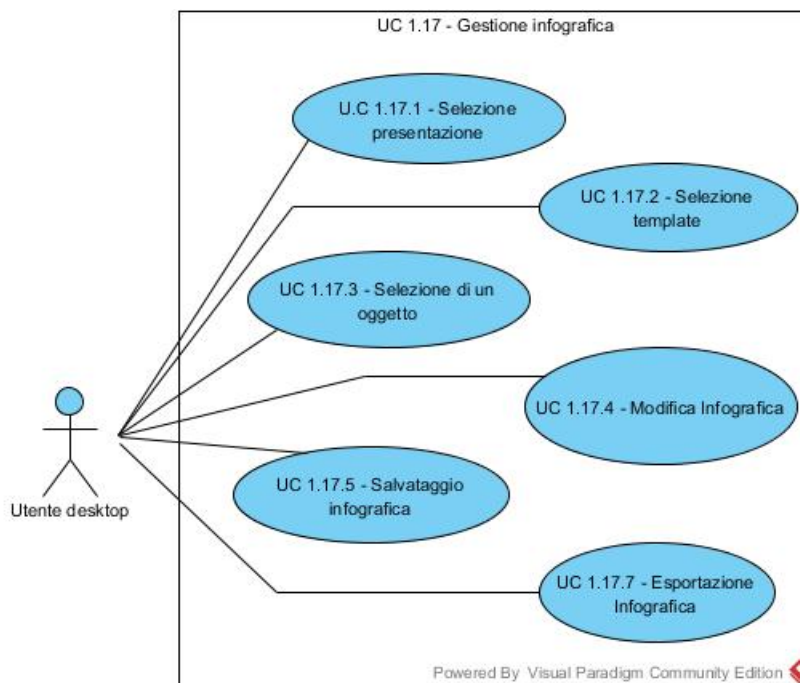 UC 1.17 - Gestione infografica
U.C 1.17.1 - Selezione
presentazione
UC 1.17.2 - Selezione
template
UC 1.17.3 - Selezione di un
oggetto
UC 1.17.4 - Modifica Infografica
UC 1.17.5 - Salvataggio
infografica
Utente desktop
UC 1.17.7 - Esportazione
Infografica
Powered By Visual Paradigm Community Edition